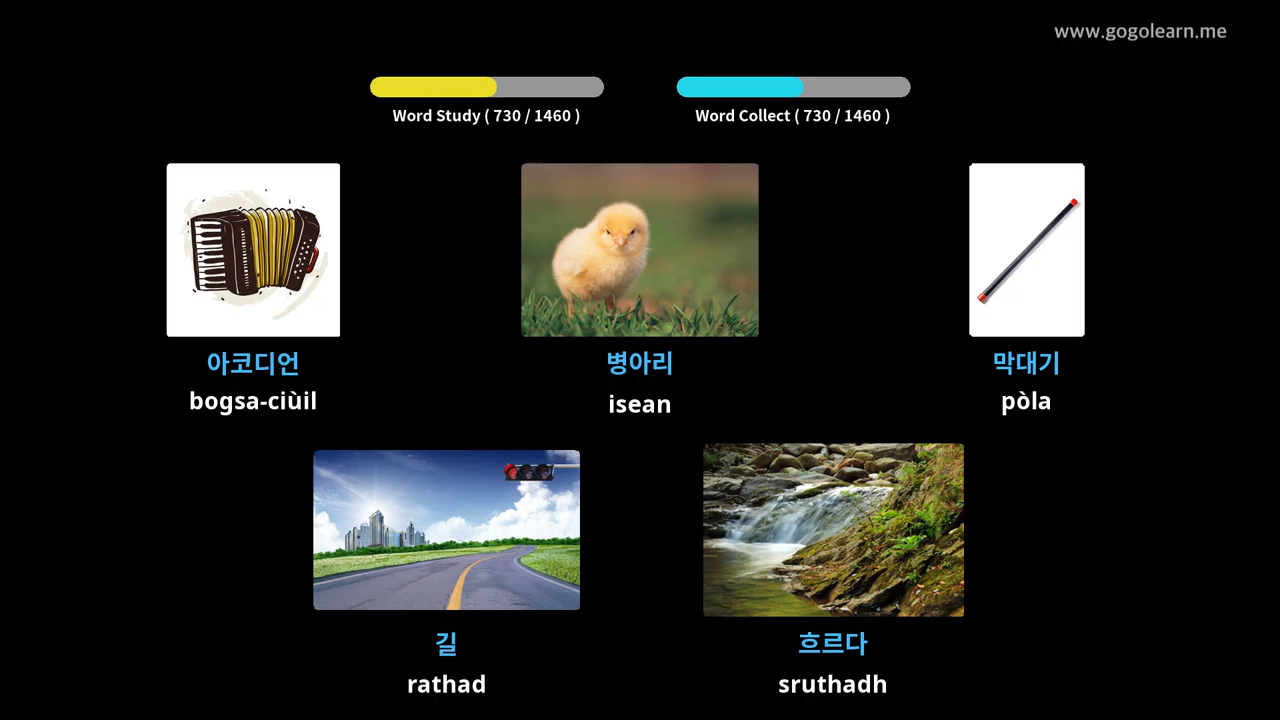 www.gogolearn.me
Word Study ( 730 / 1460 )
Word Collect ( 730 / 1460 )
아코디언
병아리
막대기
bogsa-ciùil
isean
pòla
길
흐르다
rathad
sruthadh